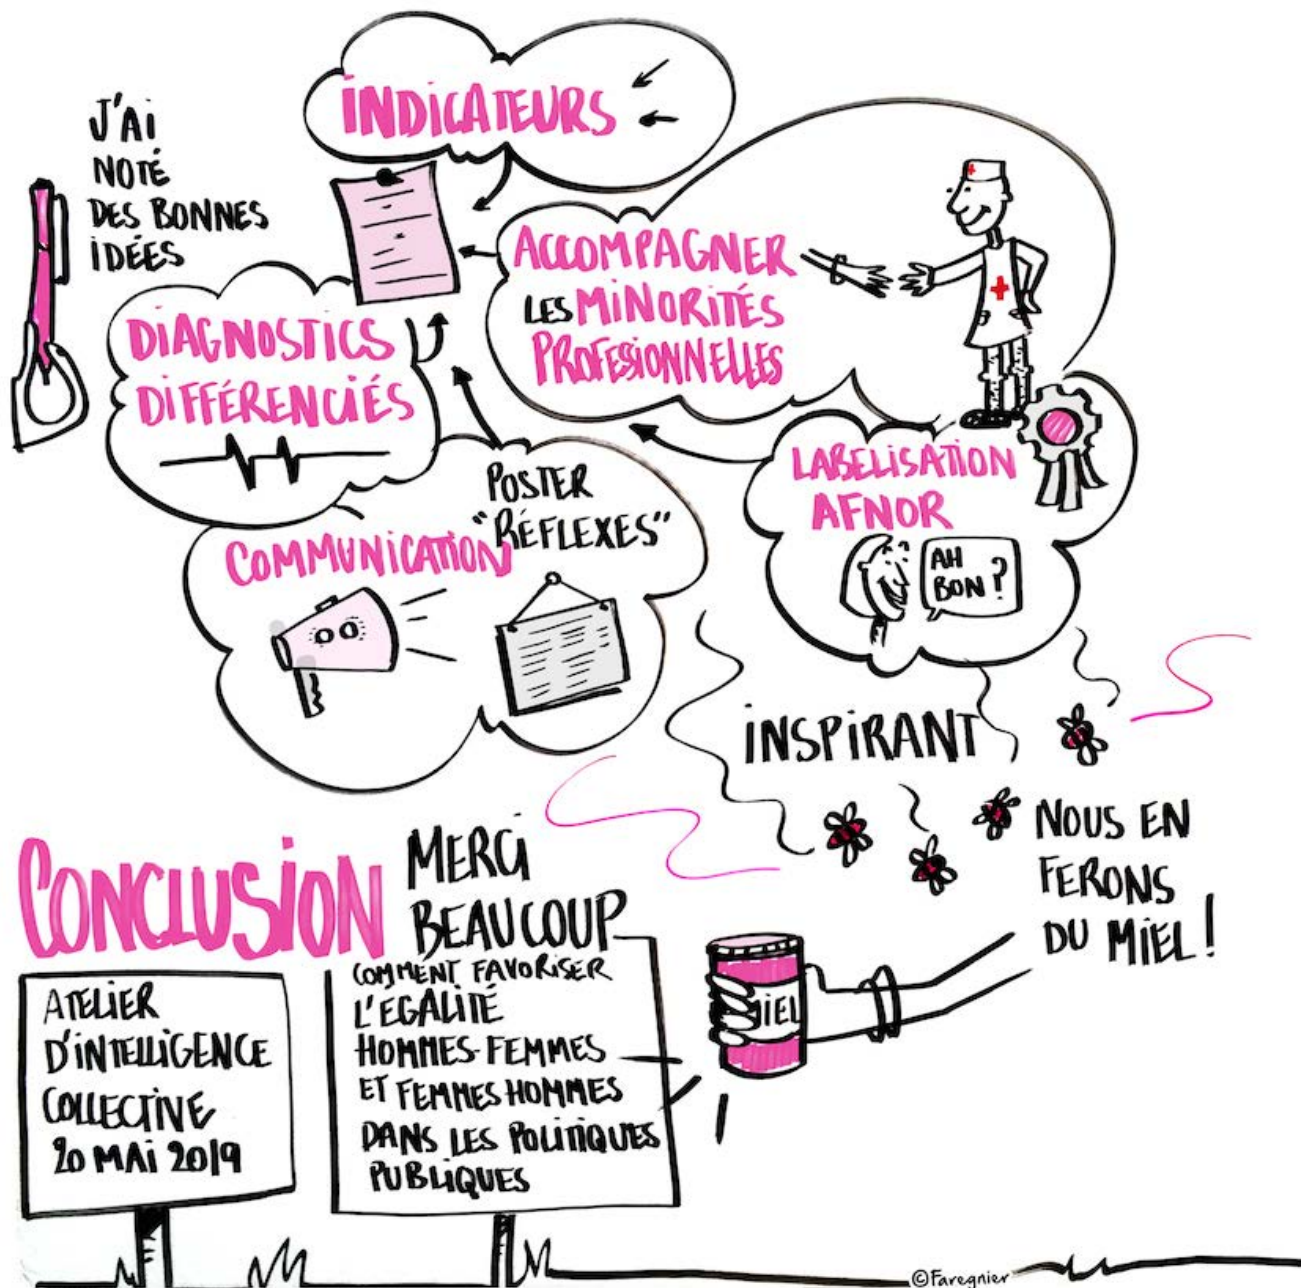 INDICATEURS
J'AI
NOTÉ
DES BONNES
IDÉES
ACCOMPAGNER
LES MINORITÉS
PROFESSIONNELLES
DIAGNOSTICS
DIFFÉRENCIÉS
LABELISATION
AFNOR
AH
BON ?
POSTER
"RÉFLEXES"
COMMUNICATION
INSPIRANT
NOUS EN
FERONS
DU MIEL !
MIEL
CONCLUSION
MERCI
BEAUCOUP
ATELIER
D'INTELLIGENCE
COLLECTIVE
20 MAI 2019
COMMENT FAVORISER
L'ÉGALITÉ
HOMMES-FEMMES
ET FEMMES HOMMES
DANS LES POLITIQUES
PUBLIQUES
©Faregnier